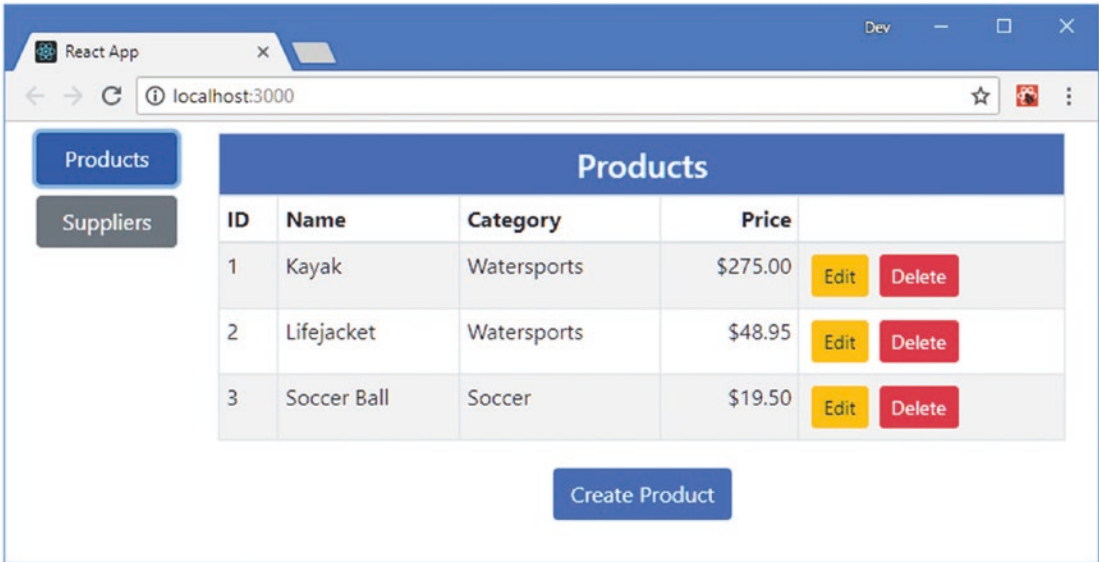 Dev
React App
localhost:3000
Products
Suppliers
Products
ID Name Category Price
1 Kayak Watersports $275.00 Edit Delete
2 Lifejacket Watersports $48.95 Edit Delete
3 Soccer Ball Soccer $19.50 Edit Delete
Create Product